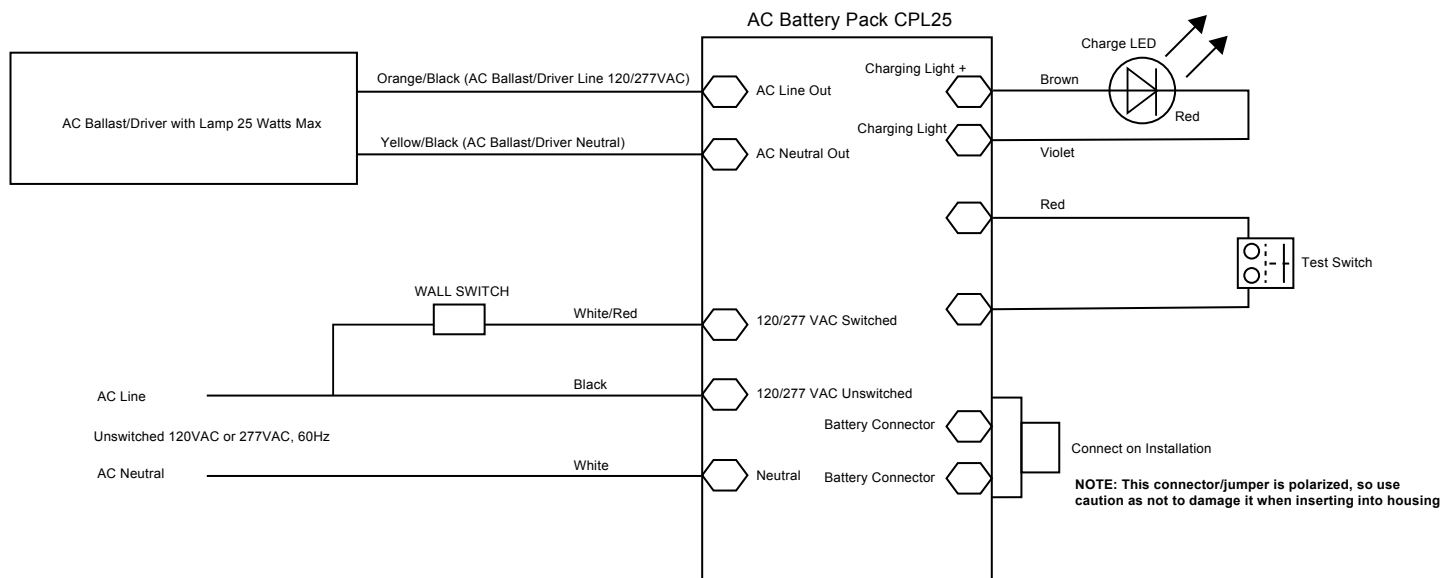 AC Battery Pack CPL25
Charge LED
Orange/Black (AC Ballast/Driver Line 120/277VAC)
AC Line Out
Charging Light +
Brown
Red
AC Ballast/Driver with Lamp 25 Watts Max
Yellow/Black (AC Ballast/Driver Neutral)
AC Neutral Out
Charging Light
Violet
Red
Test Switch
WALL SWITCH
White/Red
120/277 VAC Switched
AC Line
Black
120/277 VAC Unswitched
Unswitched 120VAC or 277VAC, 60Hz
Battery Connector
Connect on Installation
AC Neutral
White
Neutral
Battery Connector
NOTE: This connector/jumper is polarized, so use
caution as not to damage it when inserting into housing